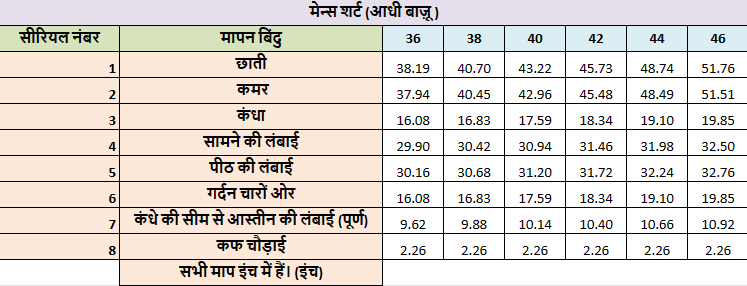 मेन्स शर्ट (आधी बाजू )
सीरियल नंबर मापन बिंदु 36 38 40 42 44 46
1 छाती 38.19 40.70 43.22 45.73 48.74 51.76
2 कमर 37.94 40.45 42.96 45.48 48.49 51.51
3 कंधा 16.08 16.83 17.59 18.34 19.10 19.85
4 सामने की लंबाई 29.90 30.42 30.94 31.46 31.98 32.50
5 पीठ की लंबाई 30.16 30.68 31.20 31.72 32.24 32.76
6 गर्दन चारों ओर 16.08 16.83 17.59 18.34 19.10 19.85
7 कंधे की सीम से आस्तीन की लंबाई (पूर्ण) 9.62 9.88 10.14 10.40 10.66 10.92
8 कफ चौड़ाई 2.26 2.26 2.26 2.26 2.26 2.26
सभी माप इंच में हैं। (इंच)